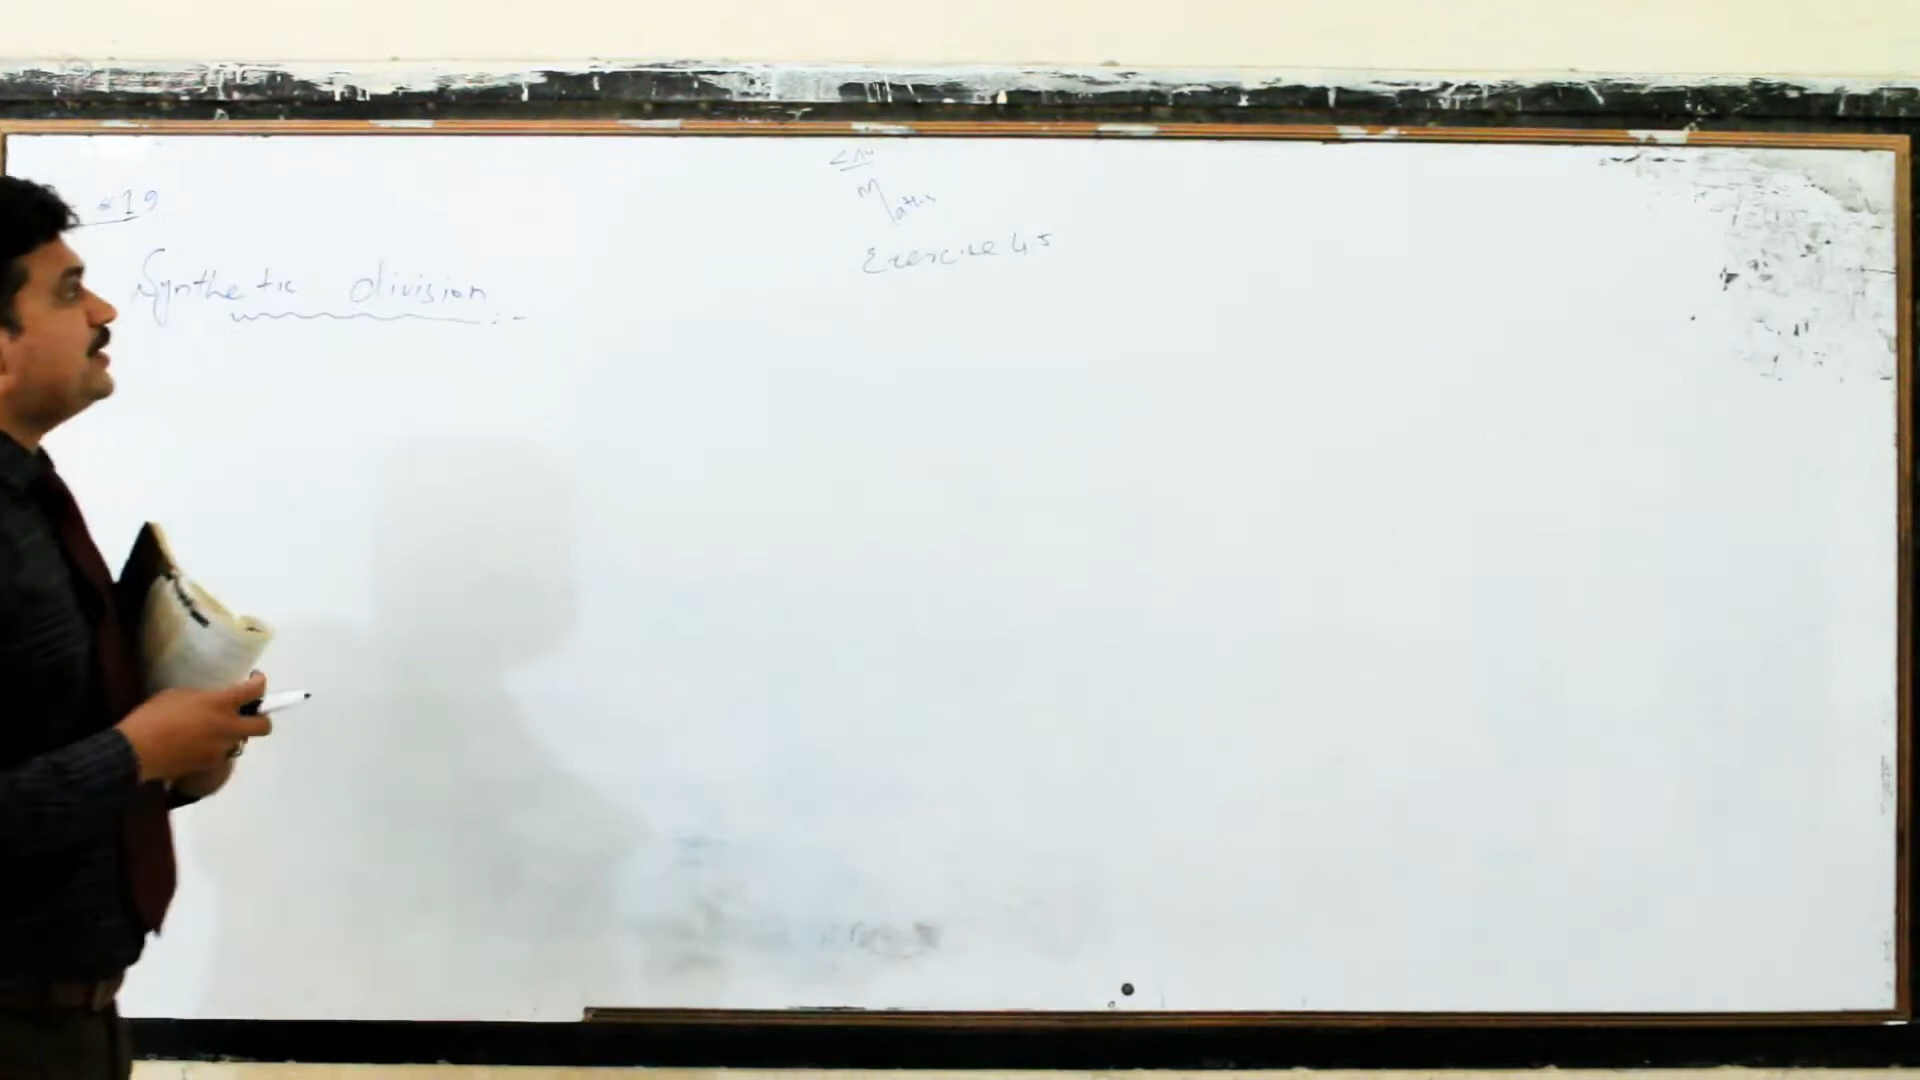 Maths
#19
Exercise 4.5
Synthetic division :-